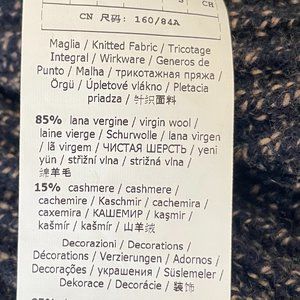 CH
CN 尺码: 160/84A
Maglia / Knitted Fabric / Tricotage
Integral / Wirkware / Generos de
Punto / Malha / трикотажная пряжа /
Örgü / Úpletové vlákno / Pletacia
priadza / 针织面料
85% lana vergine / virgin wool /
laine vierge / Schurwolle / lana virgen
/ lã virgem / ЧИСТАЯ ШЕРСТЬ / yeni
yün / střižní vlna / strižná vlna /
绵羊毛
15% cashmere / cashmere /
cachemire / Kaschmir / cachemira /
caxemira / КАШЕМИР / kaşmir /
kašmír / kašmír / 山羊绒
Decorazioni / Decorations /
Décorations / Verzierungen / Adornos /
Decorações / украшения / Süslemeler
/ Dekorace / Decorácie / 装饰